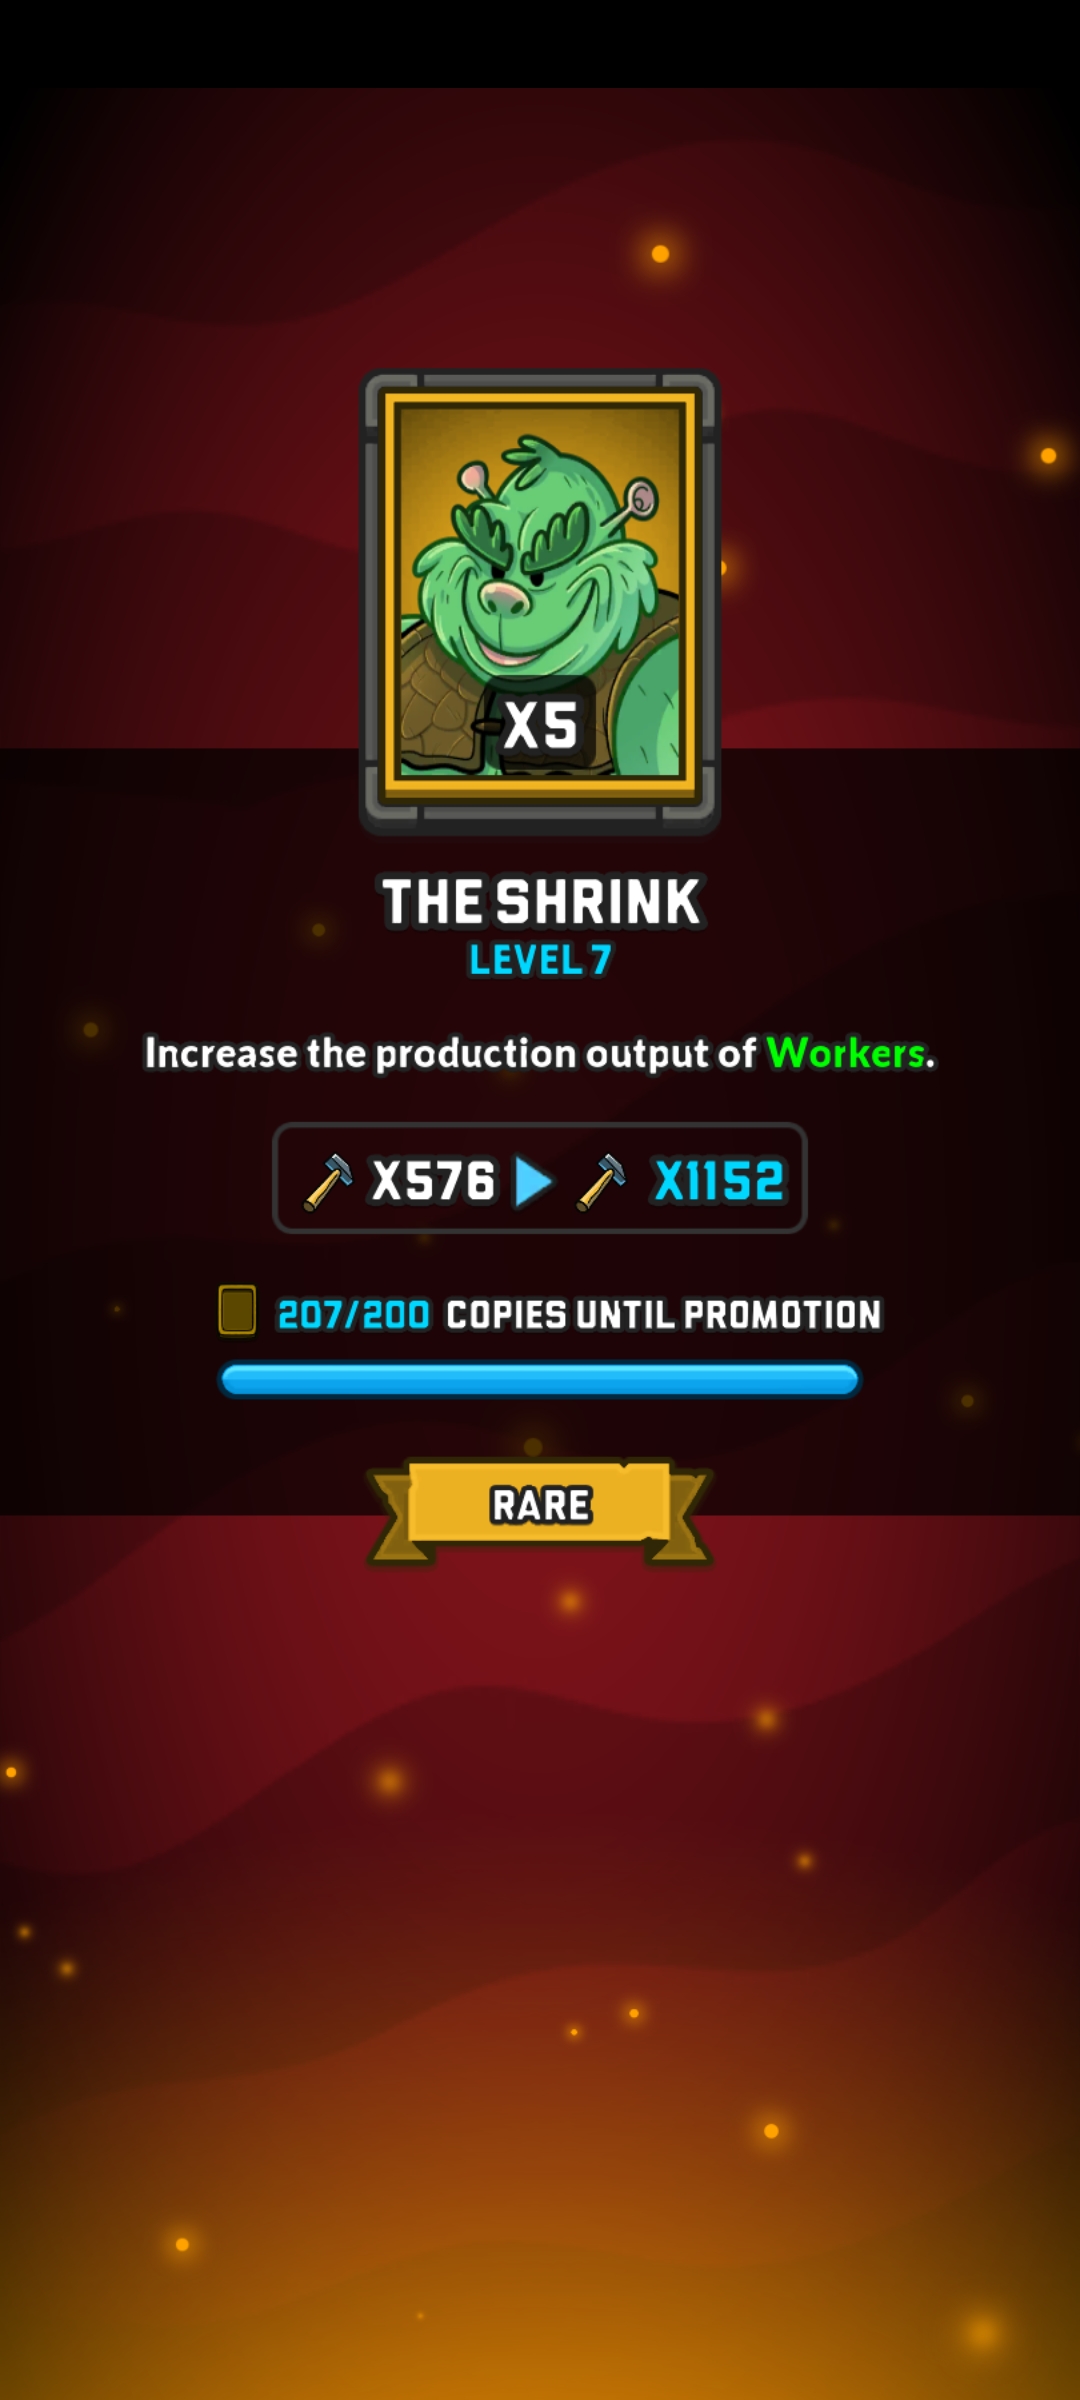 X5
THE SHRINK
LEVEL 7
Increase the production output of Workers.
X576 X1152
207/200 COPIES UNTIL PROMOTION
RARE